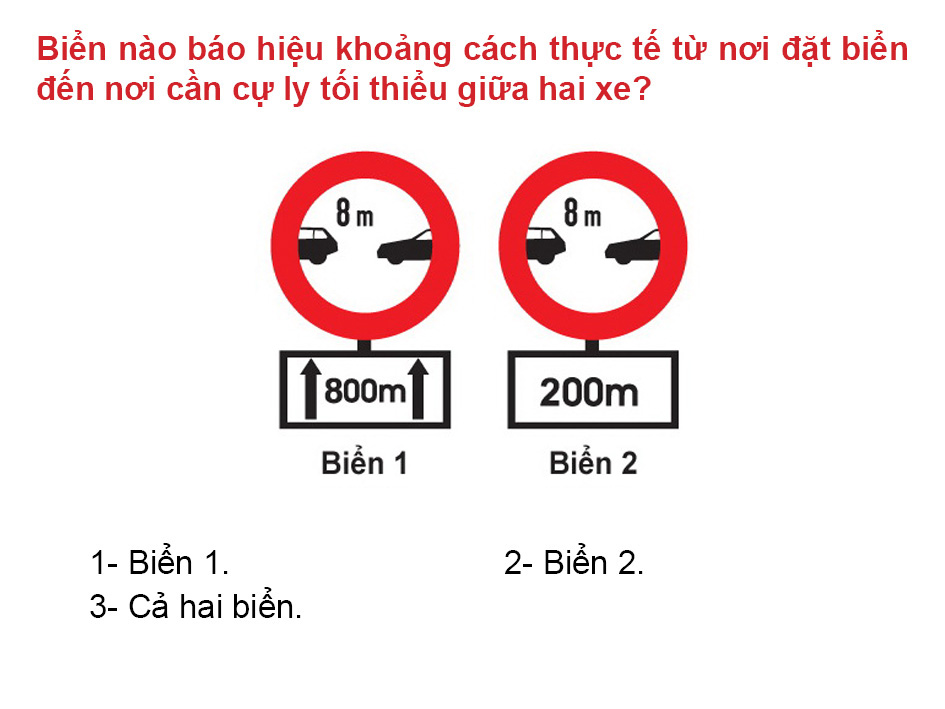 Biển nào báo hiệu khoảng cách thực tế từ nơi đặt biển
đến nơi cần cự ly tối thiểu giữa hai xe?
8 m
8 m
800m
200m
Biển 1
Biển 2
1- Biển 1.
2- Biển 2.
3- Cả hai biển.